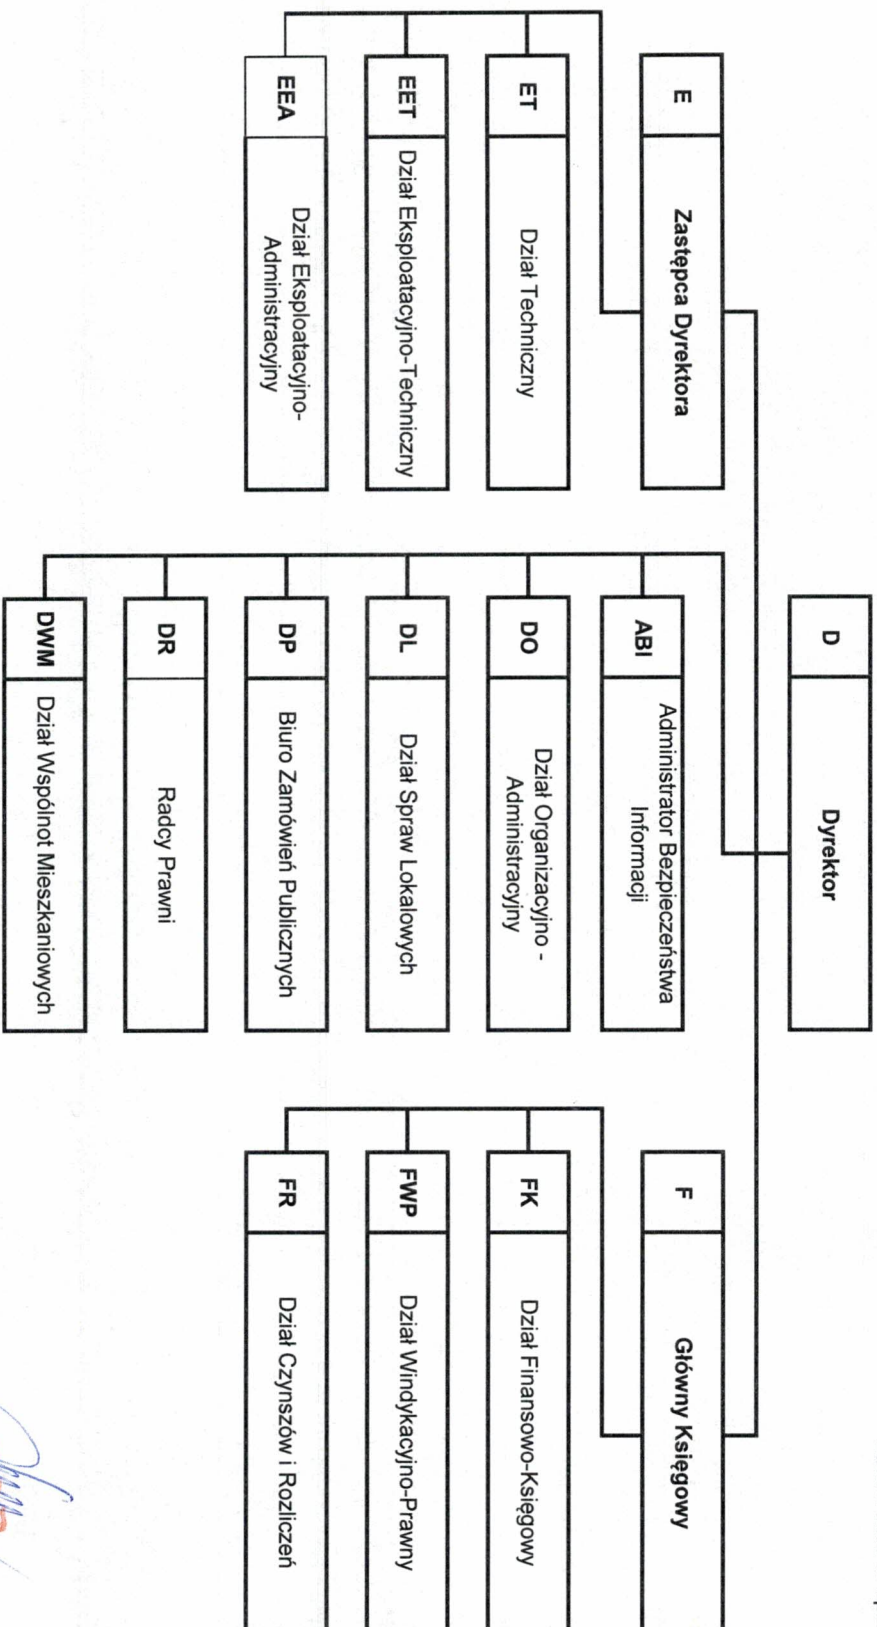 D
Dyrektor
E
Zastępca Dyrektora
ET
Dział Techniczny
EET
Dział Eksploatacyjno-Techniczny
EEA
Dział Eksploatacyjno-
Administracyjny
ABI
Administrator Bezpieczeństwa
Informacji
DO
Dział Organizacyjno -
Administracyjny
DL
Dział Spraw Lokalowych
DP
Biuro Zamówień Publicznych
DR
Radcy Prawni
DWM
Dział Wspólnot Mieszkaniowych
F
Główny Księgowy
FK
Dział Finansowo-Księgowy
FWP
Dział Windykacyjno-Prawny
FR
Dział Czynszów i Rozliczeń